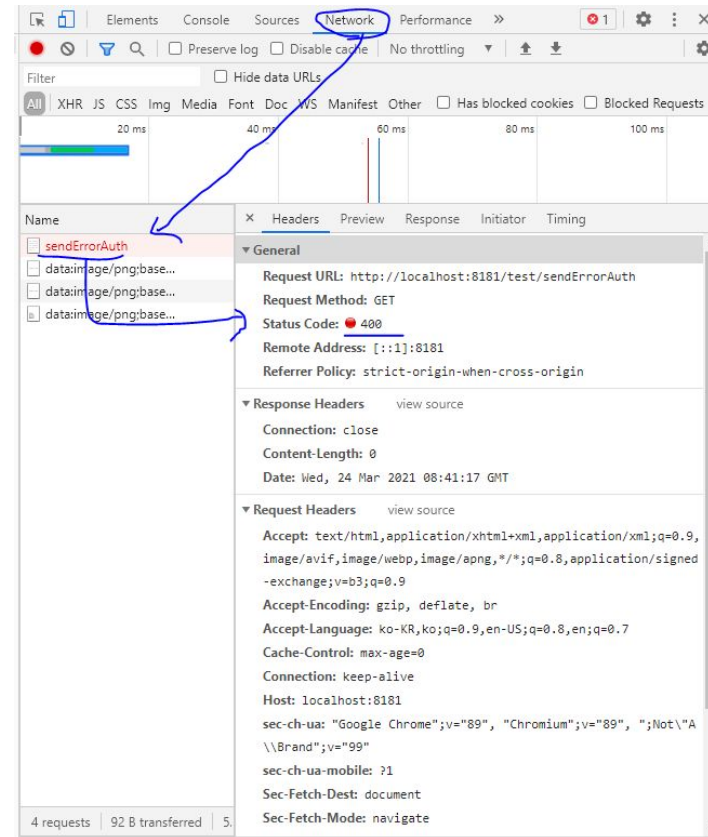 Elements Console Sources Network Performance » 1
Preserve log Disable cache No throttling ▼
Filter Hide data URLs
All XHR JS CSS Img Media Font Doc WS Manifest Other Has blocked cookies Blocked Requests
20 ms 40 ms 60 ms 80 ms 100 ms
Name
sendErrorAuth
data:image/png;base...
data:image/png;base...
data:image/png;base...
× Headers Preview Response Initiator Timing
▼ General
Request URL: http://localhost:8181/test/sendErrorAuth
Request Method: GET
Status Code: 400
Remote Address: [::1]:8181
Referrer Policy: strict-origin-when-cross-origin
▼ Response Headers view source
Connection: close
Content-Length: 0
Date: Wed, 24 Mar 2021 08:41:17 GMT
▼ Request Headers view source
Accept: text/html,application/xhtml+xml,application/xml;q=0.9,
image/avif,image/webp,image/apng,*/*;q=0.8,application/signed
-exchange;v=b3;q=0.9
Accept-Encoding: gzip, deflate, br
Accept-Language: ko-KR,ko;q=0.9,en-US;q=0.8,en;q=0.7
Cache-Control: max-age=0
Connection: keep-alive
Host: localhost:8181
sec-ch-ua: "Google Chrome";v="89", "Chromium";v="89", ";Not\"A
\\Brand";v="99"
sec-ch-ua-mobile: ?1
Sec-Fetch-Dest: document
Sec-Fetch-Mode: navigate
4 requests 92 B transferred 5.